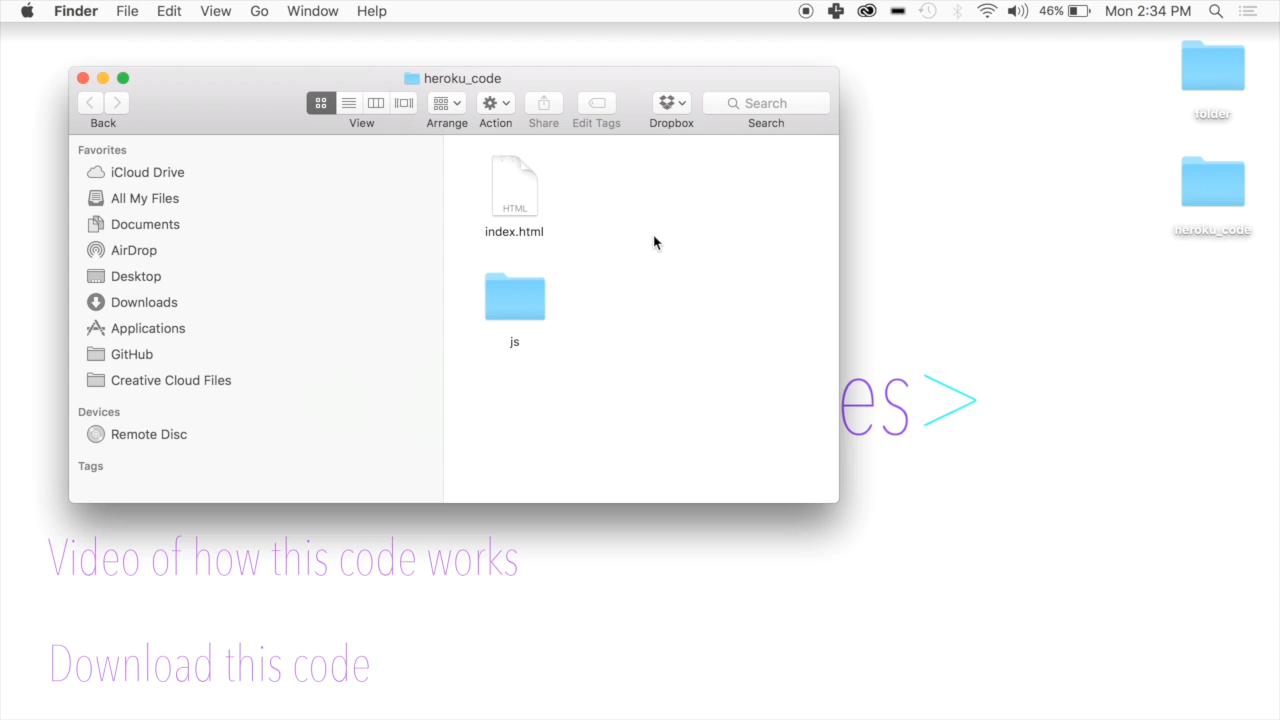 Finder File Edit View Go Window Help 46% Mon 2:34 PM
heroku_code
Search
Back View Arrange Action Share Edit Tags Dropbox Search
Favorites
iCloud Drive
All My Files
Documents
AirDrop
Desktop
Downloads
Applications
GitHub
Creative Cloud Files
Devices
Remote Disc
Tags
HTML
index.html
js
folder
heroku_code
es>
Video of how this code works
Download this code